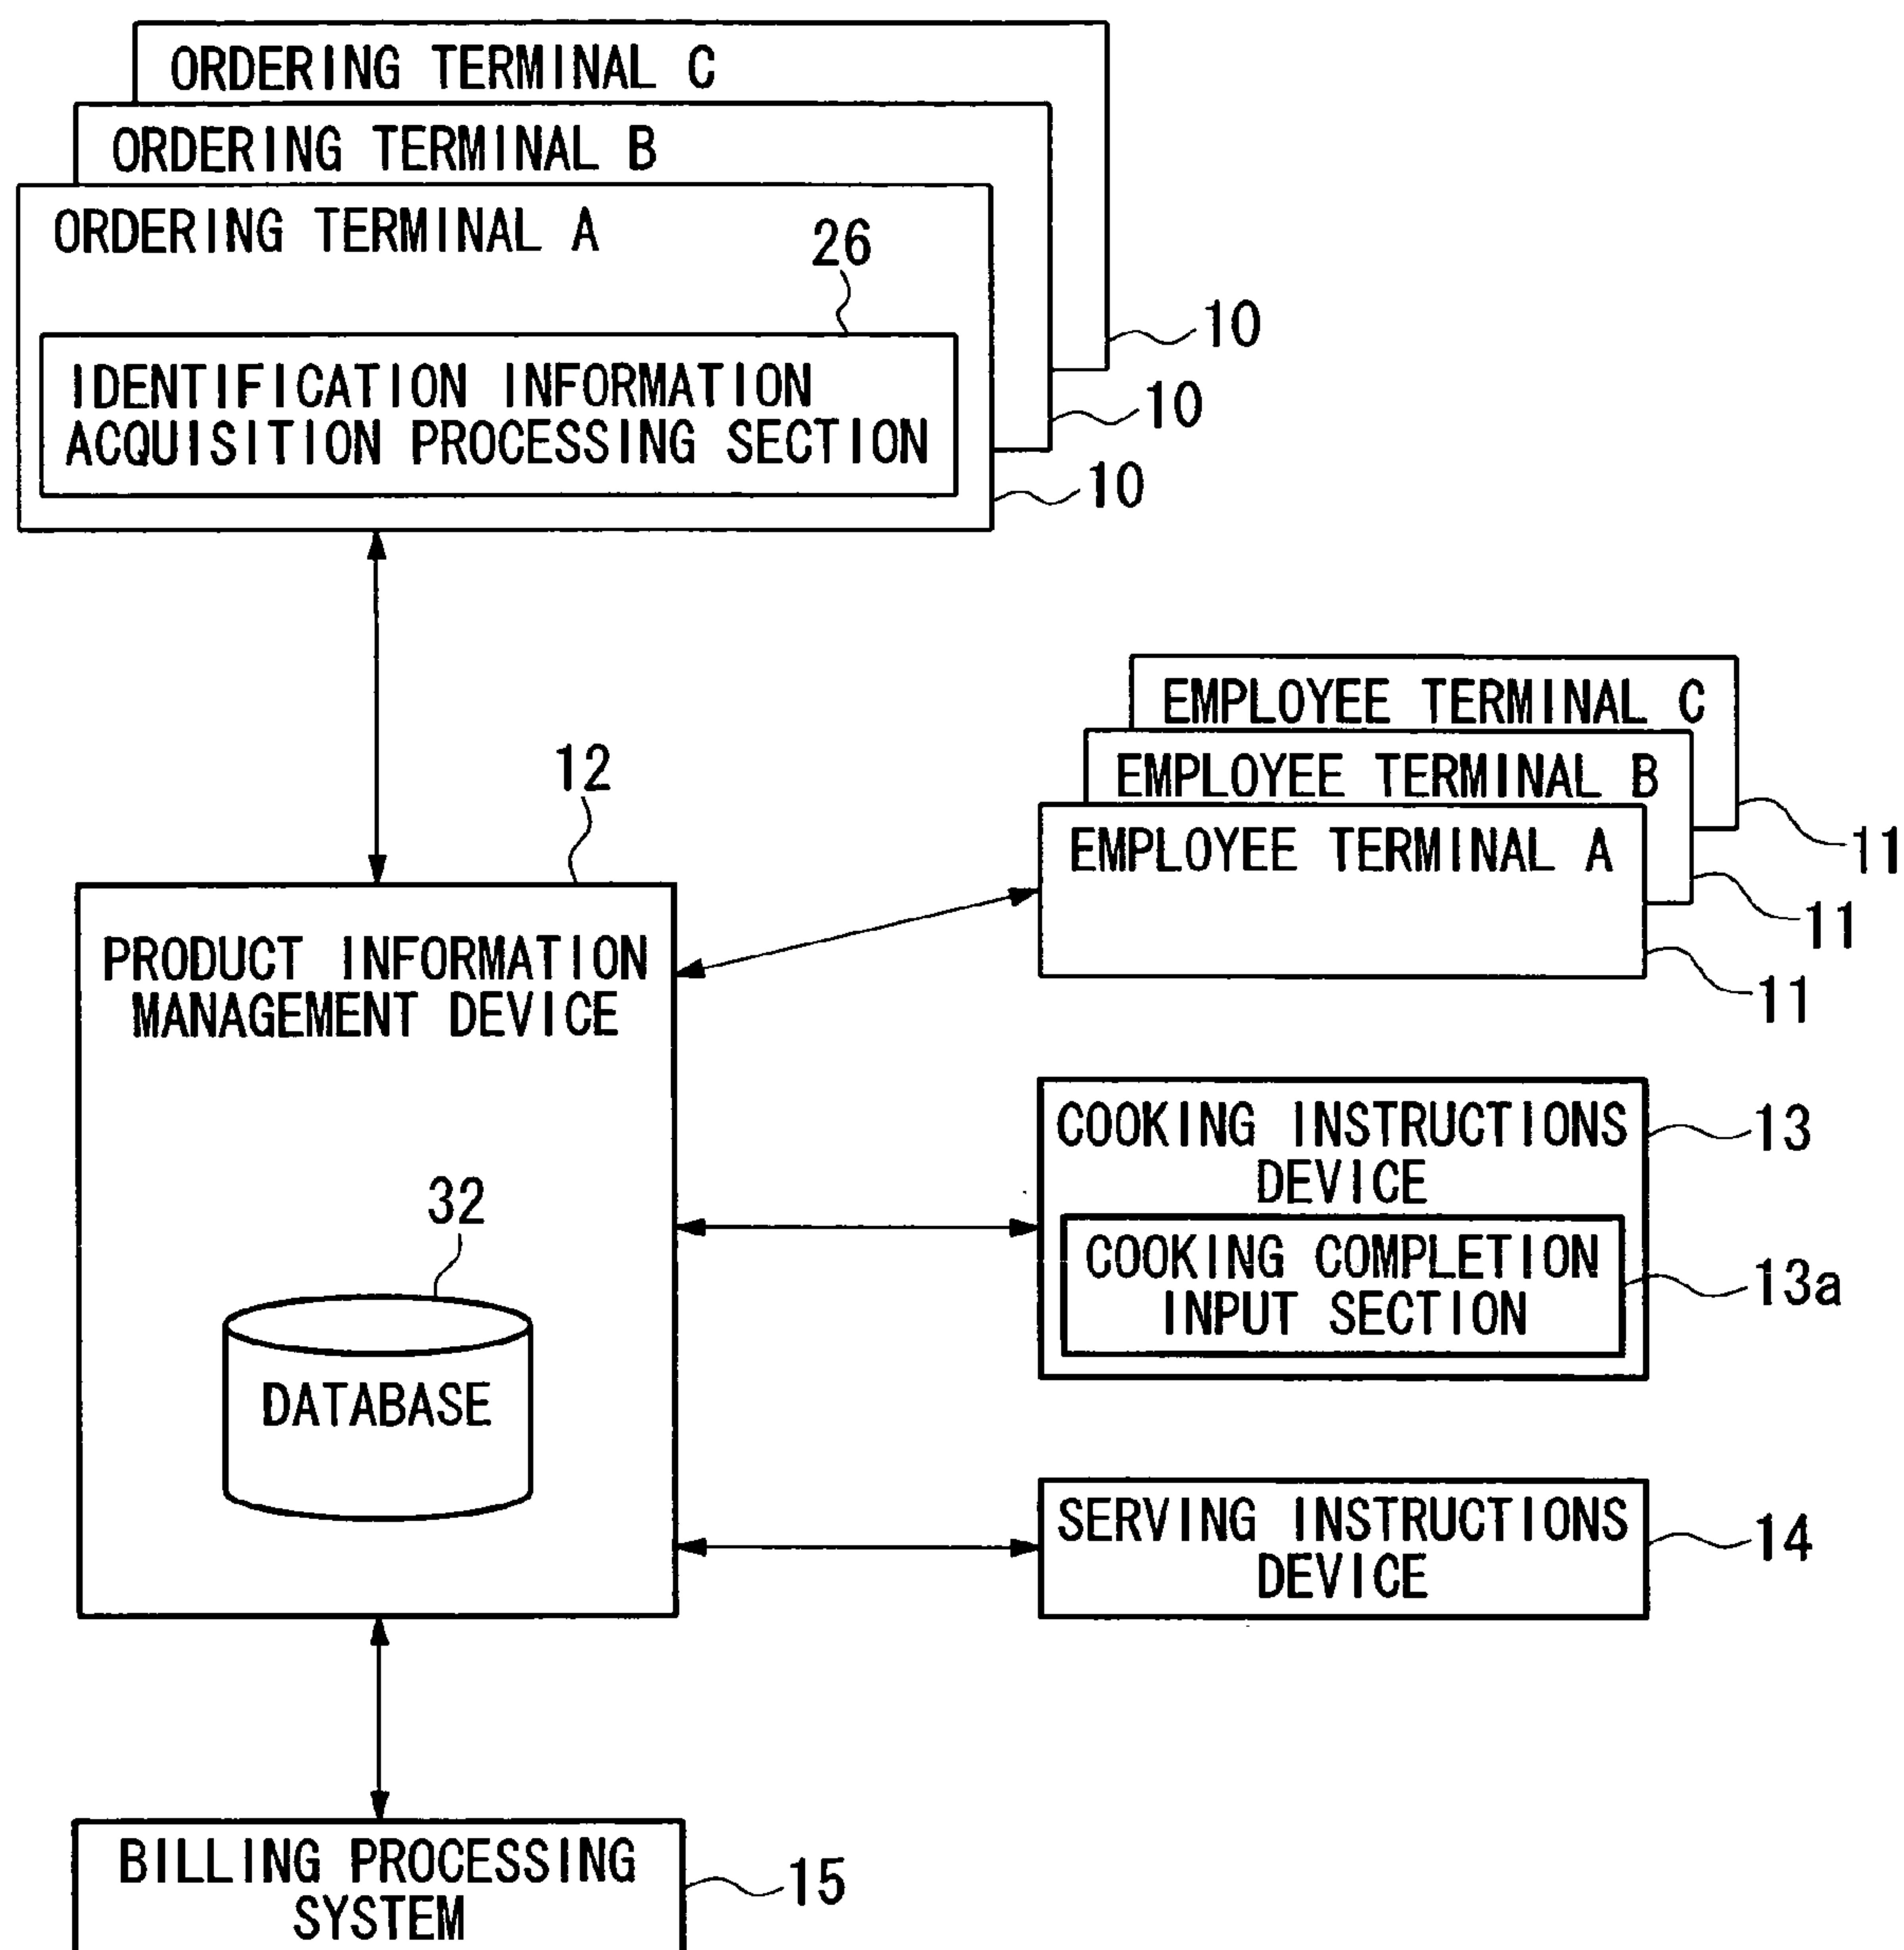 ORDERING TERMINAL C
ORDERING TERMINAL B
ORDERING TERMINAL A
26
IDENTIFICATION INFORMATION
ACQUISITION PROCESSING SECTION
10
10
10
12
EMPLOYEE TERMINAL C
EMPLOYEE TERMINAL B
EMPLOYEE TERMINAL A
11
11
11
PRODUCT INFORMATION
MANAGEMENT DEVICE
32
DATABASE
COOKING INSTRUCTIONS
DEVICE
13
COOKING COMPLETION
INPUT SECTION
13a
SERVING INSTRUCTIONS
DEVICE
14
BILLING PROCESSING
SYSTEM
15